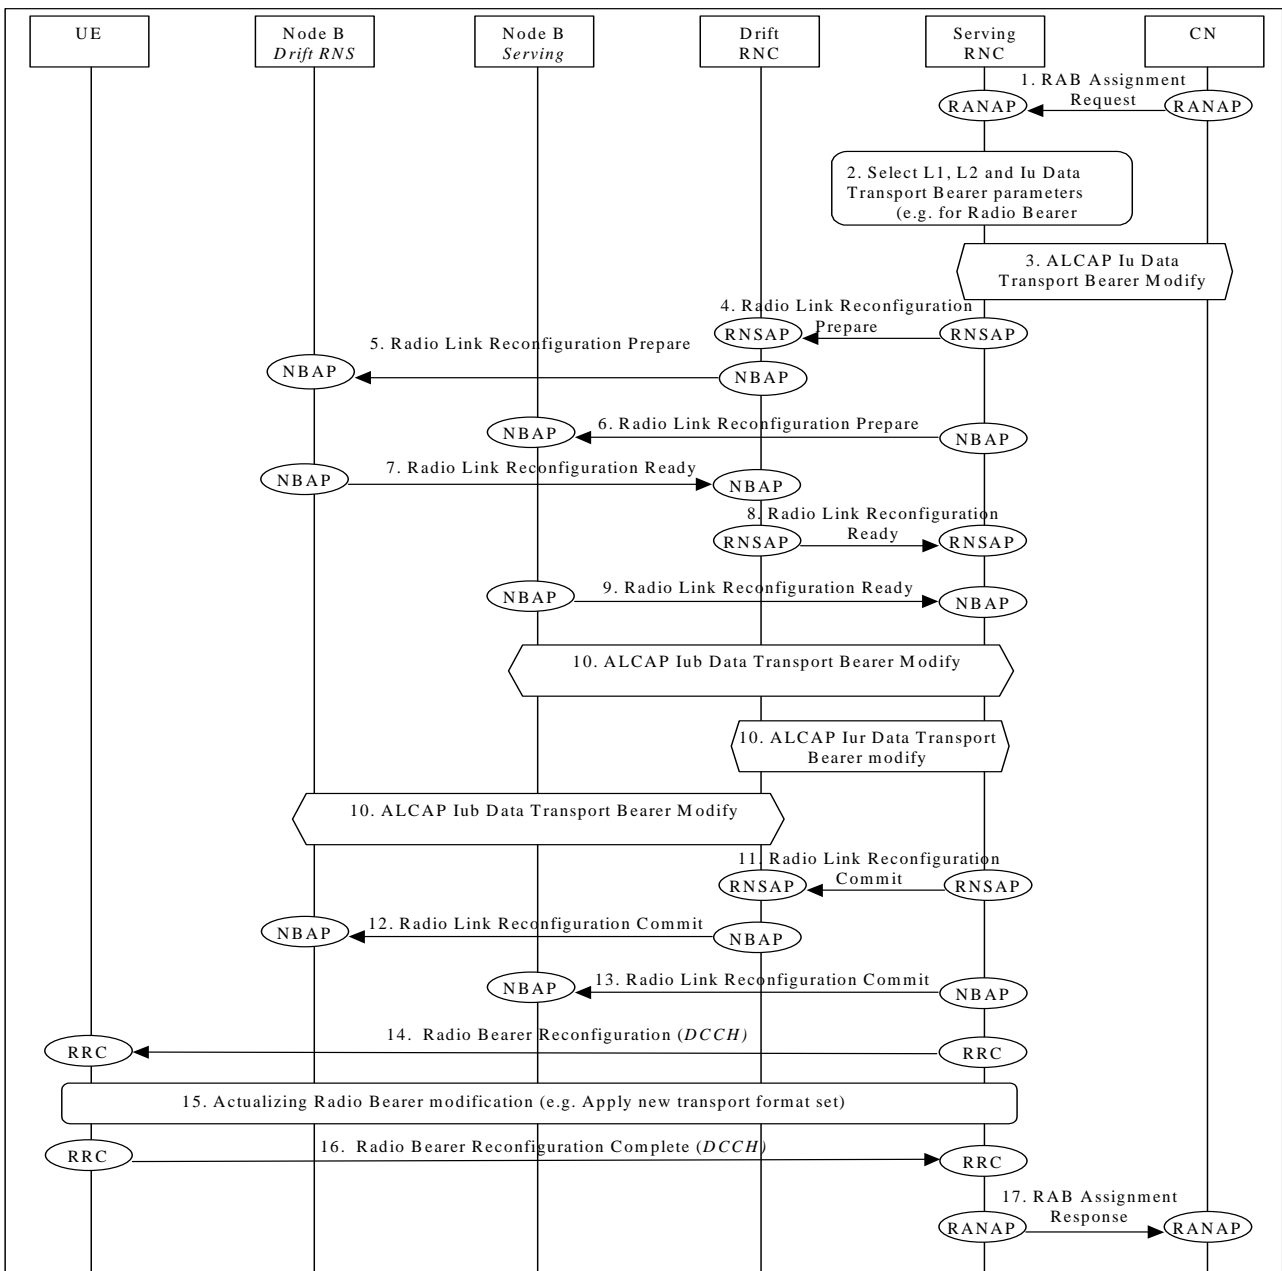 UE
Node B
Drift RNS
Node B
Serving
Drift
RNC
Serving
RNC
CN
1. RAB Assignment
Request
RANAP
RANAP
2. Select L1, L2 and Iu Data
Transport Bearer parameters
(e.g. for Radio Bearer
3. ALCAP Iu Data
Transport Bearer Modify
4. Radio Link Reconfiguration
Prepare
RNSAP
RNSAP
5. Radio Link Reconfiguration Prepare
NBAP
NBAP
6. Radio Link Reconfiguration Prepare
NBAP
NBAP
7. Radio Link Reconfiguration Ready
NBAP
NBAP
8. Radio Link Reconfiguration
Ready
RNSAP
RNSAP
9. Radio Link Reconfiguration Ready
NBAP
NBAP
10. ALCAP Iub Data Transport Bearer Modify
10. ALCAP Iur Data Transport
Bearer modify
10. ALCAP Iub Data Transport Bearer Modify
11. Radio Link Reconfiguration
Commit
RNSAP
RNSAP
12. Radio Link Reconfiguration Commit
NBAP
NBAP
13. Radio Link Reconfiguration Commit
NBAP
NBAP
14. Radio Bearer Reconfiguration (DCCH)
RRC
RRC
15. Actualizing Radio Bearer modification (e.g. Apply new transport format set)
16. Radio Bearer Reconfiguration Complete (DCCH)
RRC
RRC
17. RAB Assignment
Response
RANAP
RANAP